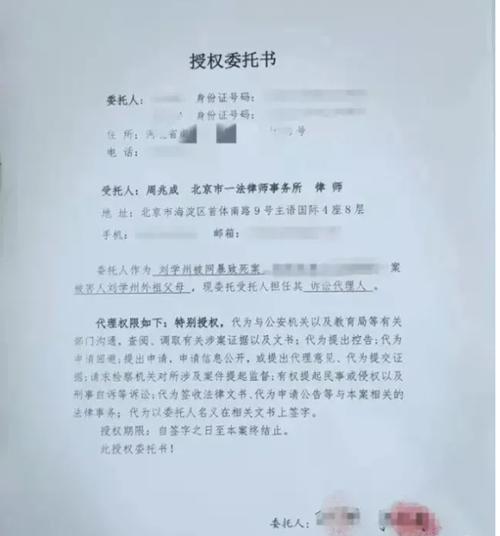 授权委托书
委托人： 身份证号码：
身份证号码：
住 所： 省 号
电 话：
受托人：周兆成 北京市一法律师事务所 律 师
地 址：北京市海淀区首体南路9号主语国际4座8层
手机： 邮箱：
委托人作为 刘学州被网暴致死案 案
被害人刘学州外祖父母 ，现委托受托人担任其 诉讼代理人 。
代理权限如下：特别授权，代为与公安机关以及教育局等有关
部门沟通，查阅、调取有关涉案证据以及文书；代为提出控告；代为
申请回避；提出申请，申请信息公开，或提出代理意见、代为提交证
据；请求检察机关对所涉及案件提起监督；有权提起民事或侵权以及
刑事自诉等诉讼；代为签收法律文书、代为申请公告等与本案相关的
法律事务；代为以委托人名义在相关文书上签字。
授权期限：自签字之日至本案终结止。
此授权委托书！
委托人：